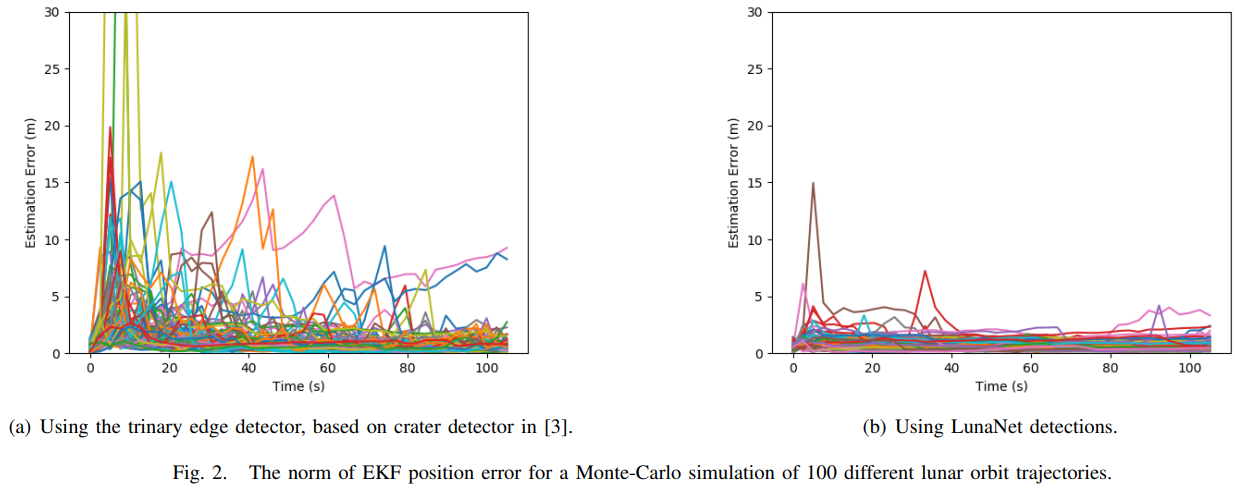 30
25
20
15
10
5
0
Estimation Error (m)
0 20 40 60 80 100
Time (s)
(a) Using the trinary edge detector, based on crater detector in [3].
30
25
20
15
10
5
0
Estimation Error (m)
0 20 40 60 80 100
Time (s)
(b) Using LunaNet detections.
Fig. 2. The norm of EKF position error for a Monte-Carlo simulation of 100 different lunar orbit trajectories.